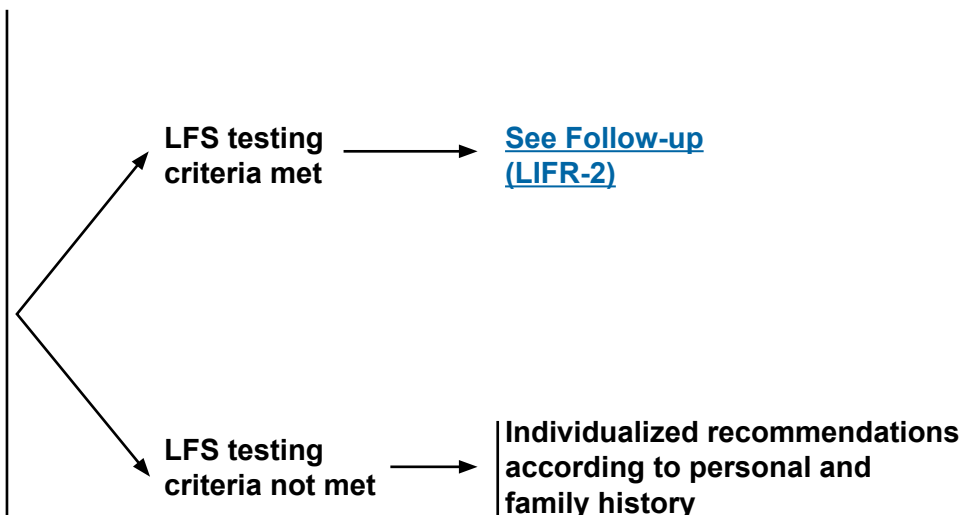 LFS testing
criteria met
See Follow-up
(LIFR-2)
LFS testing
criteria not met
Individualized recommendations
according to personal and
family history